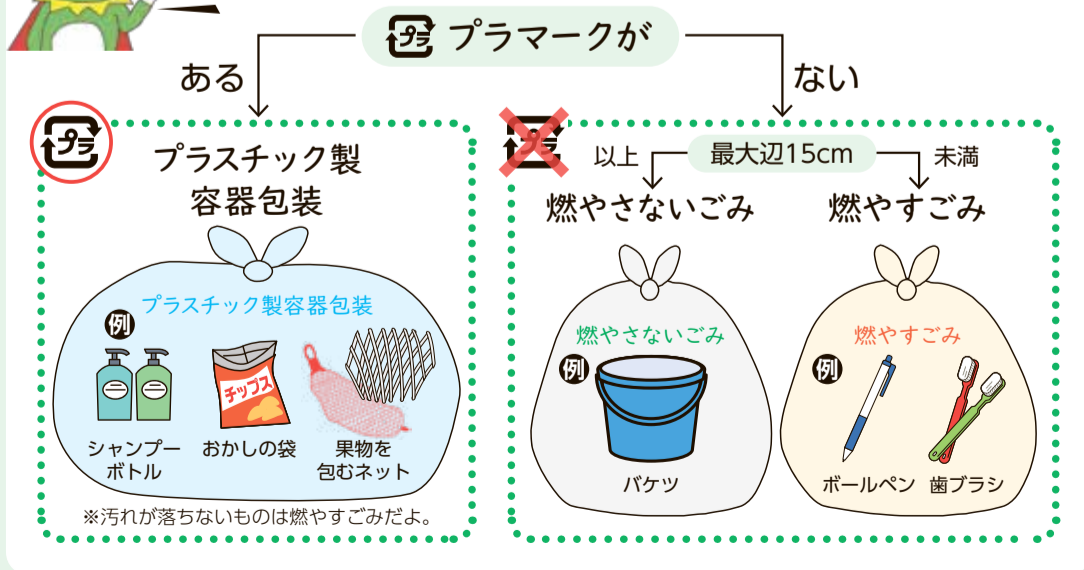 プラ プラマークが
ある
ない
プラ
プラスチック製
容器包装
プラスチック製容器包装
例
チップス
シャンプー
ボトル
おかしの袋
果物を
包むネット
※汚れが落ちないものは燃やすごみだよ。
プラ
以上 最大辺15cm 未満
燃やさないごみ
燃やすごみ
燃やさないごみ
例
バケツ
燃やすごみ
例
ボールペン 歯ブラシ